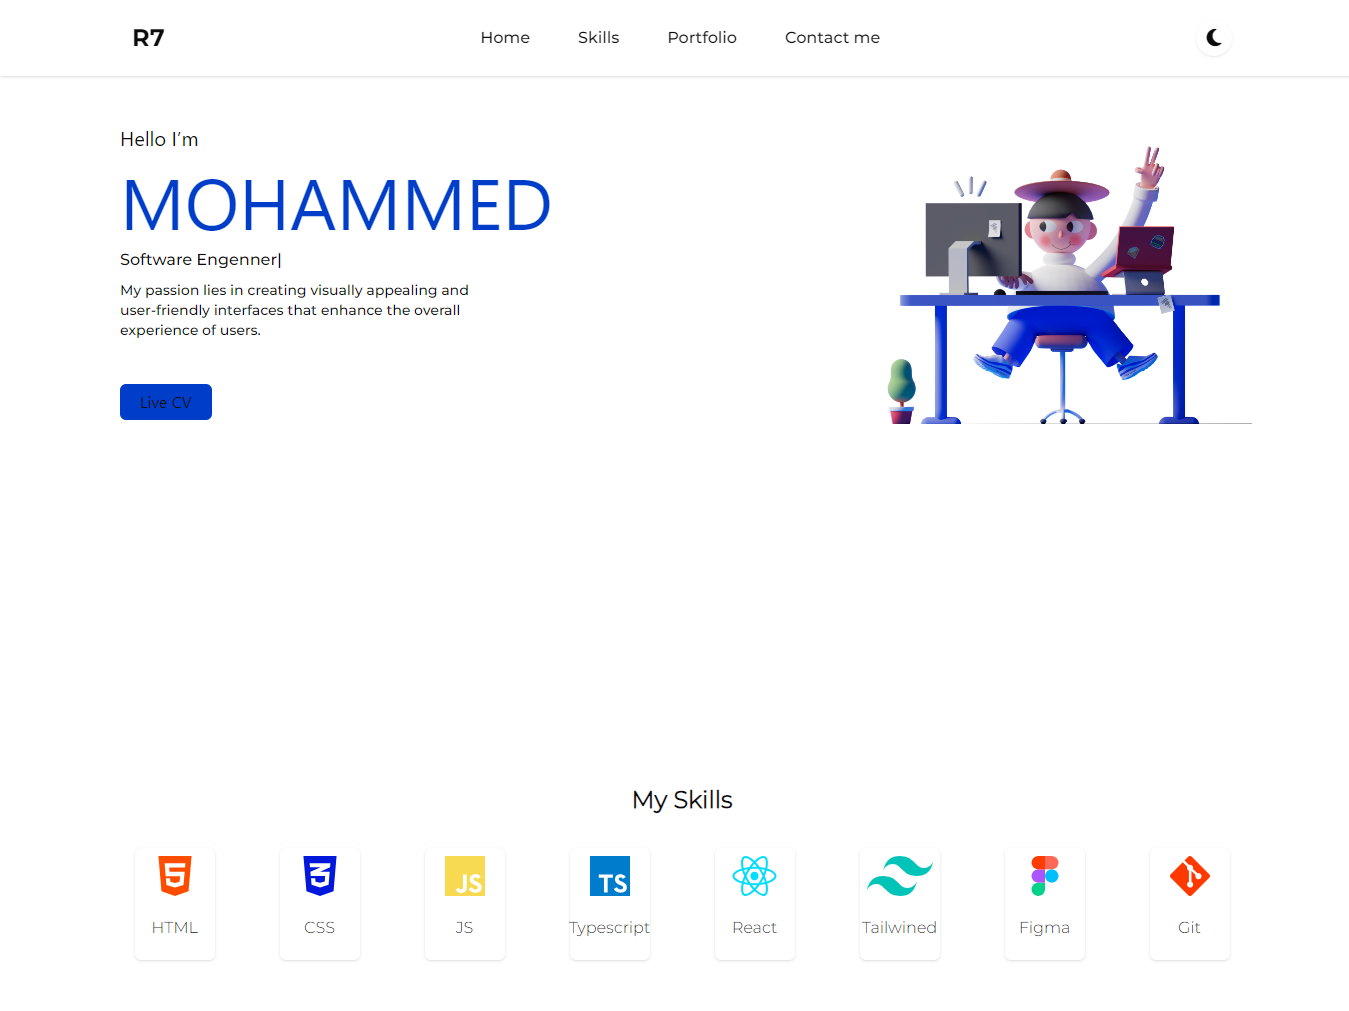 R7
Home Skills Portfolio Contact me
Hello I'm
MOHAMMED
Software Engenner|
My passion lies in creating visually appealing and
user-friendly interfaces that enhance the overall
experience of users.
Live CV
My Skills
5 3 JS TS
HTML CSS JS Typescript React Tailwined Figma Git